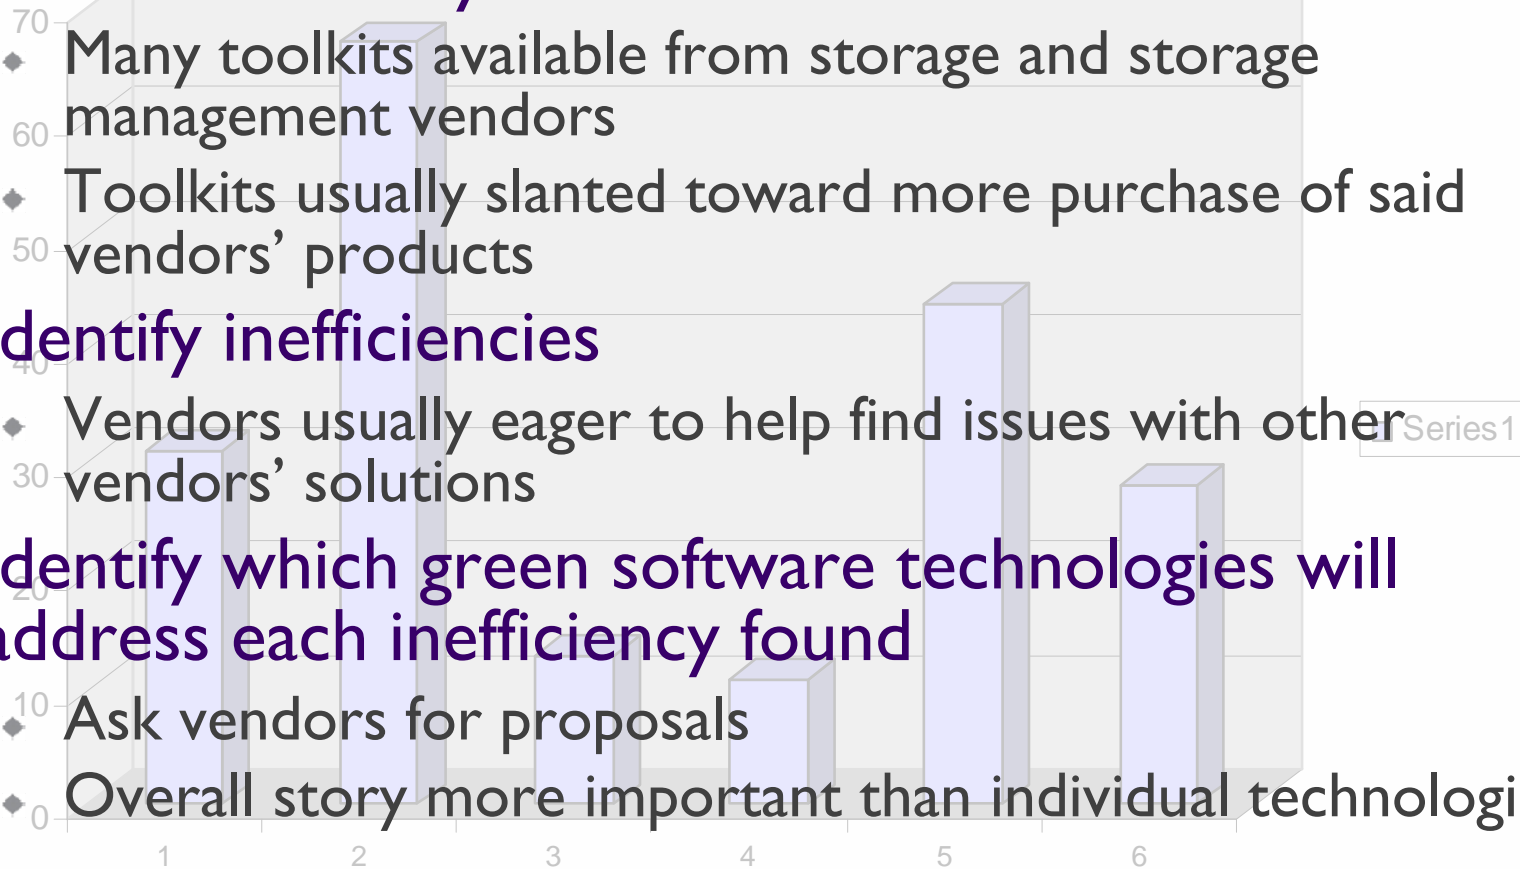 Many toolkits available from storage and storage
management vendors
Toolkits usually slanted toward more purchase of said
vendors’ products
dentify inefficiencies
Vendors usually eager to help find issues with other
vendors’ solutions
dentify which green software technologies will
address each inefficiency found
Ask vendors for proposals
Overall story more important than individual technologi
70
60
50
40
30
20
10
0
1 2 3 4 5 6
Series1